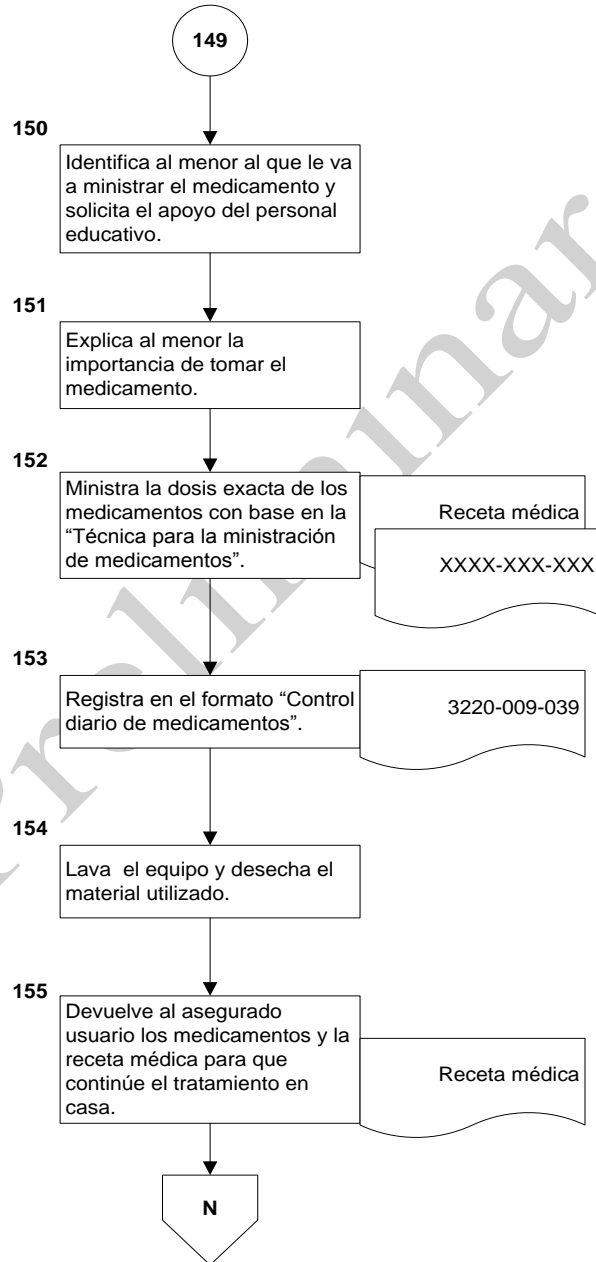 149
150
Identifica al menor al que le va
a ministrar el medicamento y
solicita el apoyo del personal
educativo.
151
Explica al menor la
importancia de tomar el
medicamento.
152
Ministra la dosis exacta de los
medicamentos con base en la
“Técnica para la ministración
de medicamentos”.
Receta médica
XXXX-XXX-XXX
153
Registra en el formato “Control
diario de medicamentos”.
3220-009-039
154
Lava el equipo y desecha el
material utilizado.
155
Devuelve al asegurado
usuario los medicamentos y la
receta médica para que
continúe el tratamiento en
casa.
Receta médica
N
Preliminar